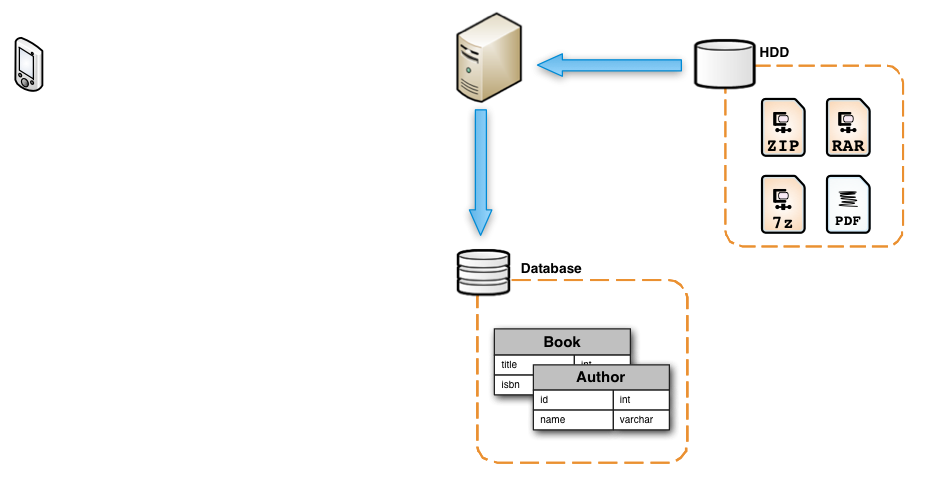 HDD
ZIP
RAR
7z
PDF
Database
Book
title int
isbn
Author
id int
name varchar